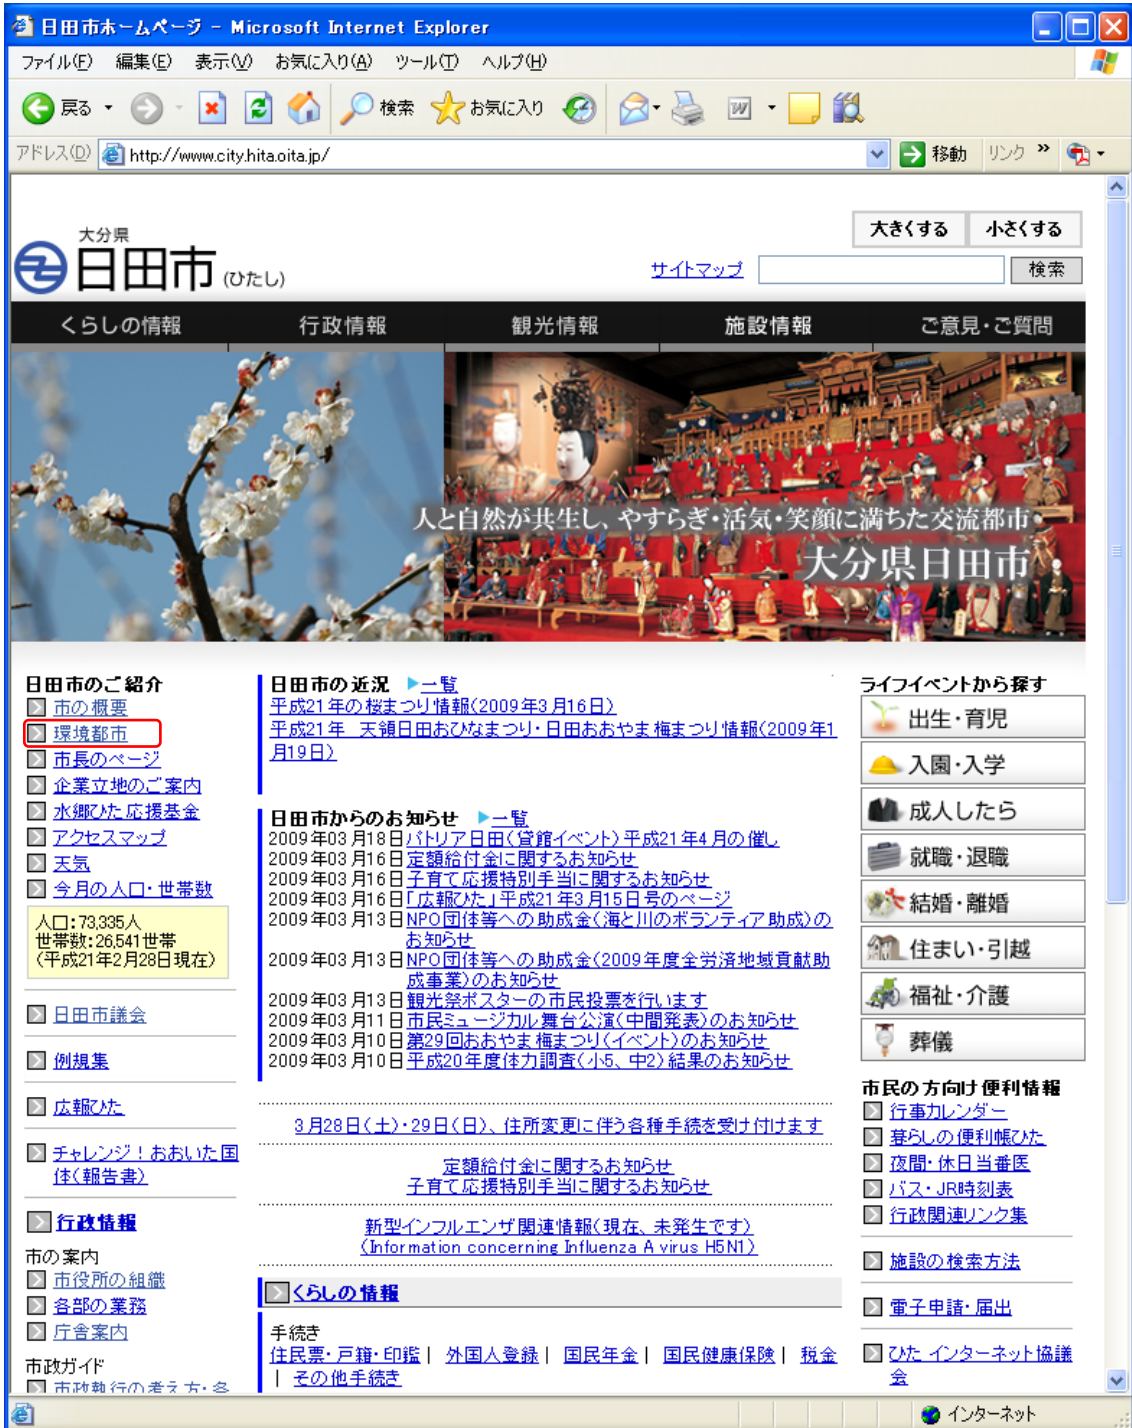 日田市ホームページ - Microsoft Internet Explorer
ファイル(F) 編集(E) 表示(V) お気に入り(A) ツール(T) ヘルプ(H)
戻る 検索 お気に入り
アドレス(D) http://www.city.hita.oita.jp/ 移動 リンク
大きくする 小さくする
大分県
日田市 (ひたし)
サイトマップ 検索
くらしの情報 行政情報 観光情報 施設情報 ご意見・ご質問
人と自然が共生し、やすらぎ・活気・笑顔に満ちた交流都市
大分県日田市
日田市のご紹介
市の概要
環境都市
市長のページ
企業立地のご案内
水郷ひた応援基金
アクセスマップ
天気
今月の人口・世帯数
人口:73,335人
世帯数:26,541世帯
(平成21年2月28日現在)
日田市議会
例規集
広報ひた
チャレンジ！おおいた国
体(報告書)
行政情報
市の案内
市役所の組織
各部の業務
庁舎案内
市政ガイド
市政執行の考え方・各
日田市の近況 一覧
平成21年の桜まつり情報(2009年3月16日)
平成21年 天領日田おひなまつり・日田おおやま梅まつり情報(2009年1
月19日)
日田市からのお知らせ 一覧
2009年03月18日 パトリア日田(貸館イベント)平成21年4月の催し
2009年03月16日 定額給付金に関するお知らせ
2009年03月16日 子育て応援特別手当に関するお知らせ
2009年03月16日 「広報ひた」平成21年3月15日号のページ
2009年03月13日 NPO団体等への助成金(海と川のボランティア助成)の
お知らせ
2009年03月13日 NPO団体等への助成金(2009年度全労済地域貢献助
成事業)のお知らせ
2009年03月13日 観光祭ポスターの市民投票を行います
2009年03月11日 市民ミュージカル舞台公演(中間発表)のお知らせ
2009年03月10日 第29回おおやま梅まつり(イベント)のお知らせ
2009年03月10日 平成20年度体力調査(小5、中2)結果のお知らせ
3月28日(土)・29日(日)、住所変更に伴う各種手続を受け付けます
定額給付金に関するお知らせ
子育て応援特別手当に関するお知らせ
新型インフルエンザ関連情報(現在、未発生です)
(Information concerning Influenza A virus H5N1)
くらしの情報
手続き
住民票・戸籍・印鑑 | 外国人登録 | 国民年金 | 国民健康保険 | 税金
| その他手続き
ライフイベントから探す
出生・育児
入園・入学
成人したら
就職・退職
結婚・離婚
住まい・引越
福祉・介護
葬儀
市民の方向け便利情報
行事カレンダー
暮らしの便利帳ひた
夜間・休日当番医
バス・JR時刻表
行政関連リンク集
施設の検索方法
電子申請・届出
ひた インターネット協議
会
インターネット